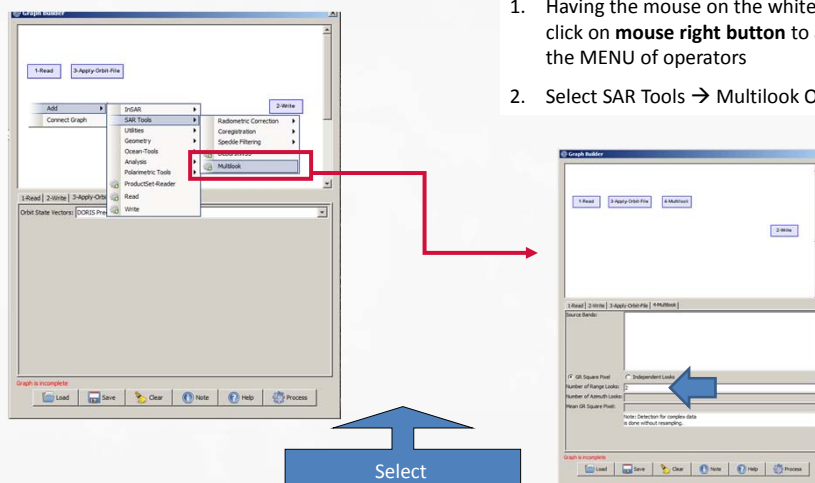 1. Having the mouse on the white
click on mouse right button to
the MENU of operators
2. Select SAR Tools → Multilook O
Graph Builder
1-Read 3-Apply-Orbit-File
2-Write
Add
Connect Graph
InSAR
SAR Tools
Utilities
Geometry
Ocean-Tools
Analysis
Polarimetric Tools
ProductSet-Reader
Read
Write
Radiometric Correction
Coregistration
Speckle Filtering
Multilook
1-Read 2-Write 3-Apply-Orbi
Orbit State Vectors: DORIS Pre
Graph is incomplete
Load Save Clear Note Help Process
Select
Graph Builder
1-Read 3-Apply-Orbit-File 4-Multilook
2-Write
1-Read 2-Write 3-Apply-Orbit-File 4-Multilook
Source Bands:
GR Square Pixel Independent Looks
Number of Range Looks: 2
Number of Azimuth Looks:
Mean GR Square Pixel:
Note: Detection for complex data
is done without resampling.
Graph is incomplete
Load Save Clear Note Help Process